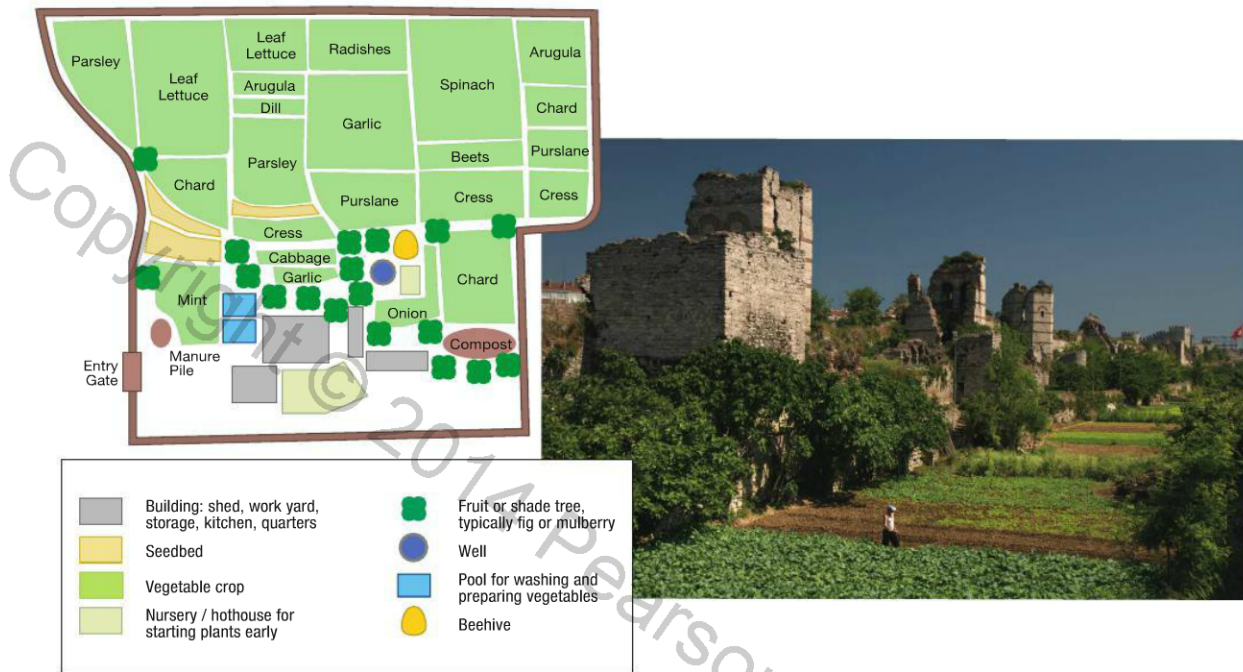 Parsley
Leaf
Lettuce
Leaf
Lettuce
Radishes
Spinach
Arugula
Arugula
Dill
Garlic
Chard
Parsley
Beets
Purslane
Chard
Purslane
Cress
Cress
Cress
Cabbage
Garlic
Chard
Mint
Onion
Compost
Manure
Pile
Entry
Gate
Building: shed, work yard,
storage, kitchen, quarters
Seedbed
Vegetable crop
Nursery / hothouse for
starting plants early
Fruit or shade tree,
typically fig or mulberry
Well
Pool for washing and
preparing vegetables
Beehive
Copyright © 2014 Pearson